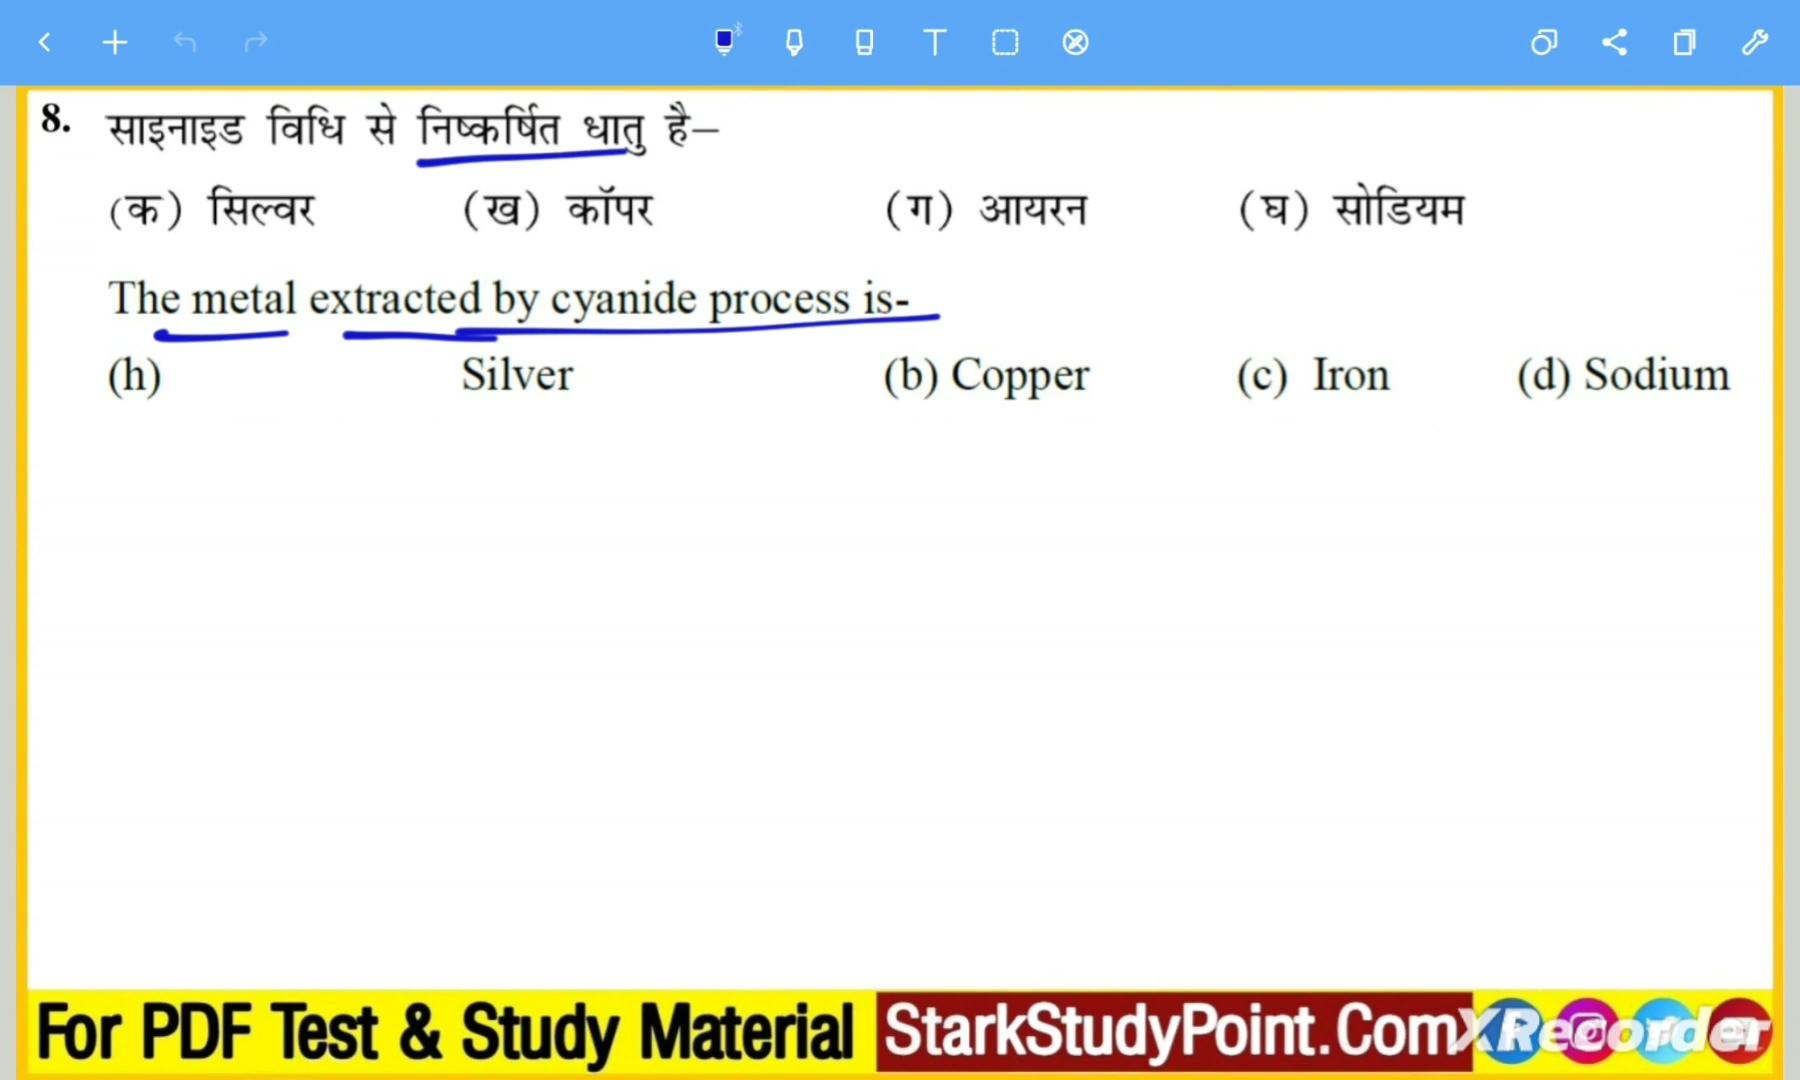 8. साइनाइड विधि से निष्कर्षित धातु है–
(क) सिल्वर (ख) कॉपर (ग) आयरन (घ) सोडियम
The metal extracted by cyanide process is-
(h) Silver (b) Copper (c) Iron (d) Sodium
For PDF Test & Study Material StarkStudyPoint.Com XRecorder